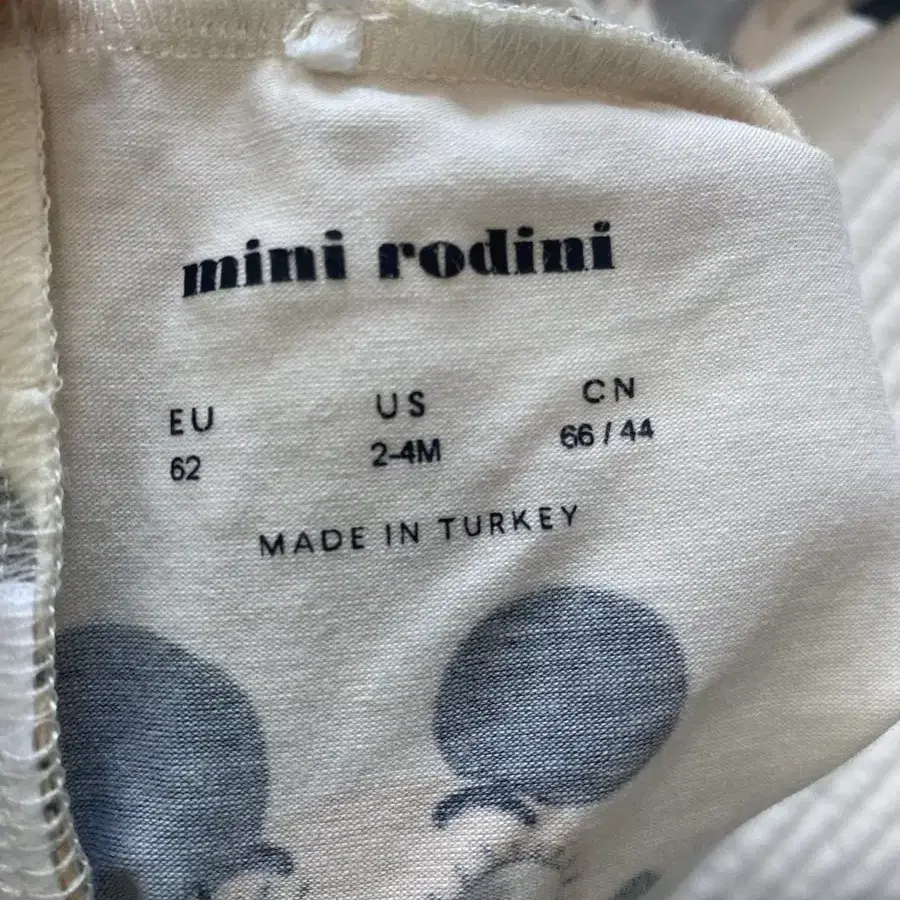 mini rodini
EU US CN
62 2-4M 66 / 44
MADE IN TURKEY